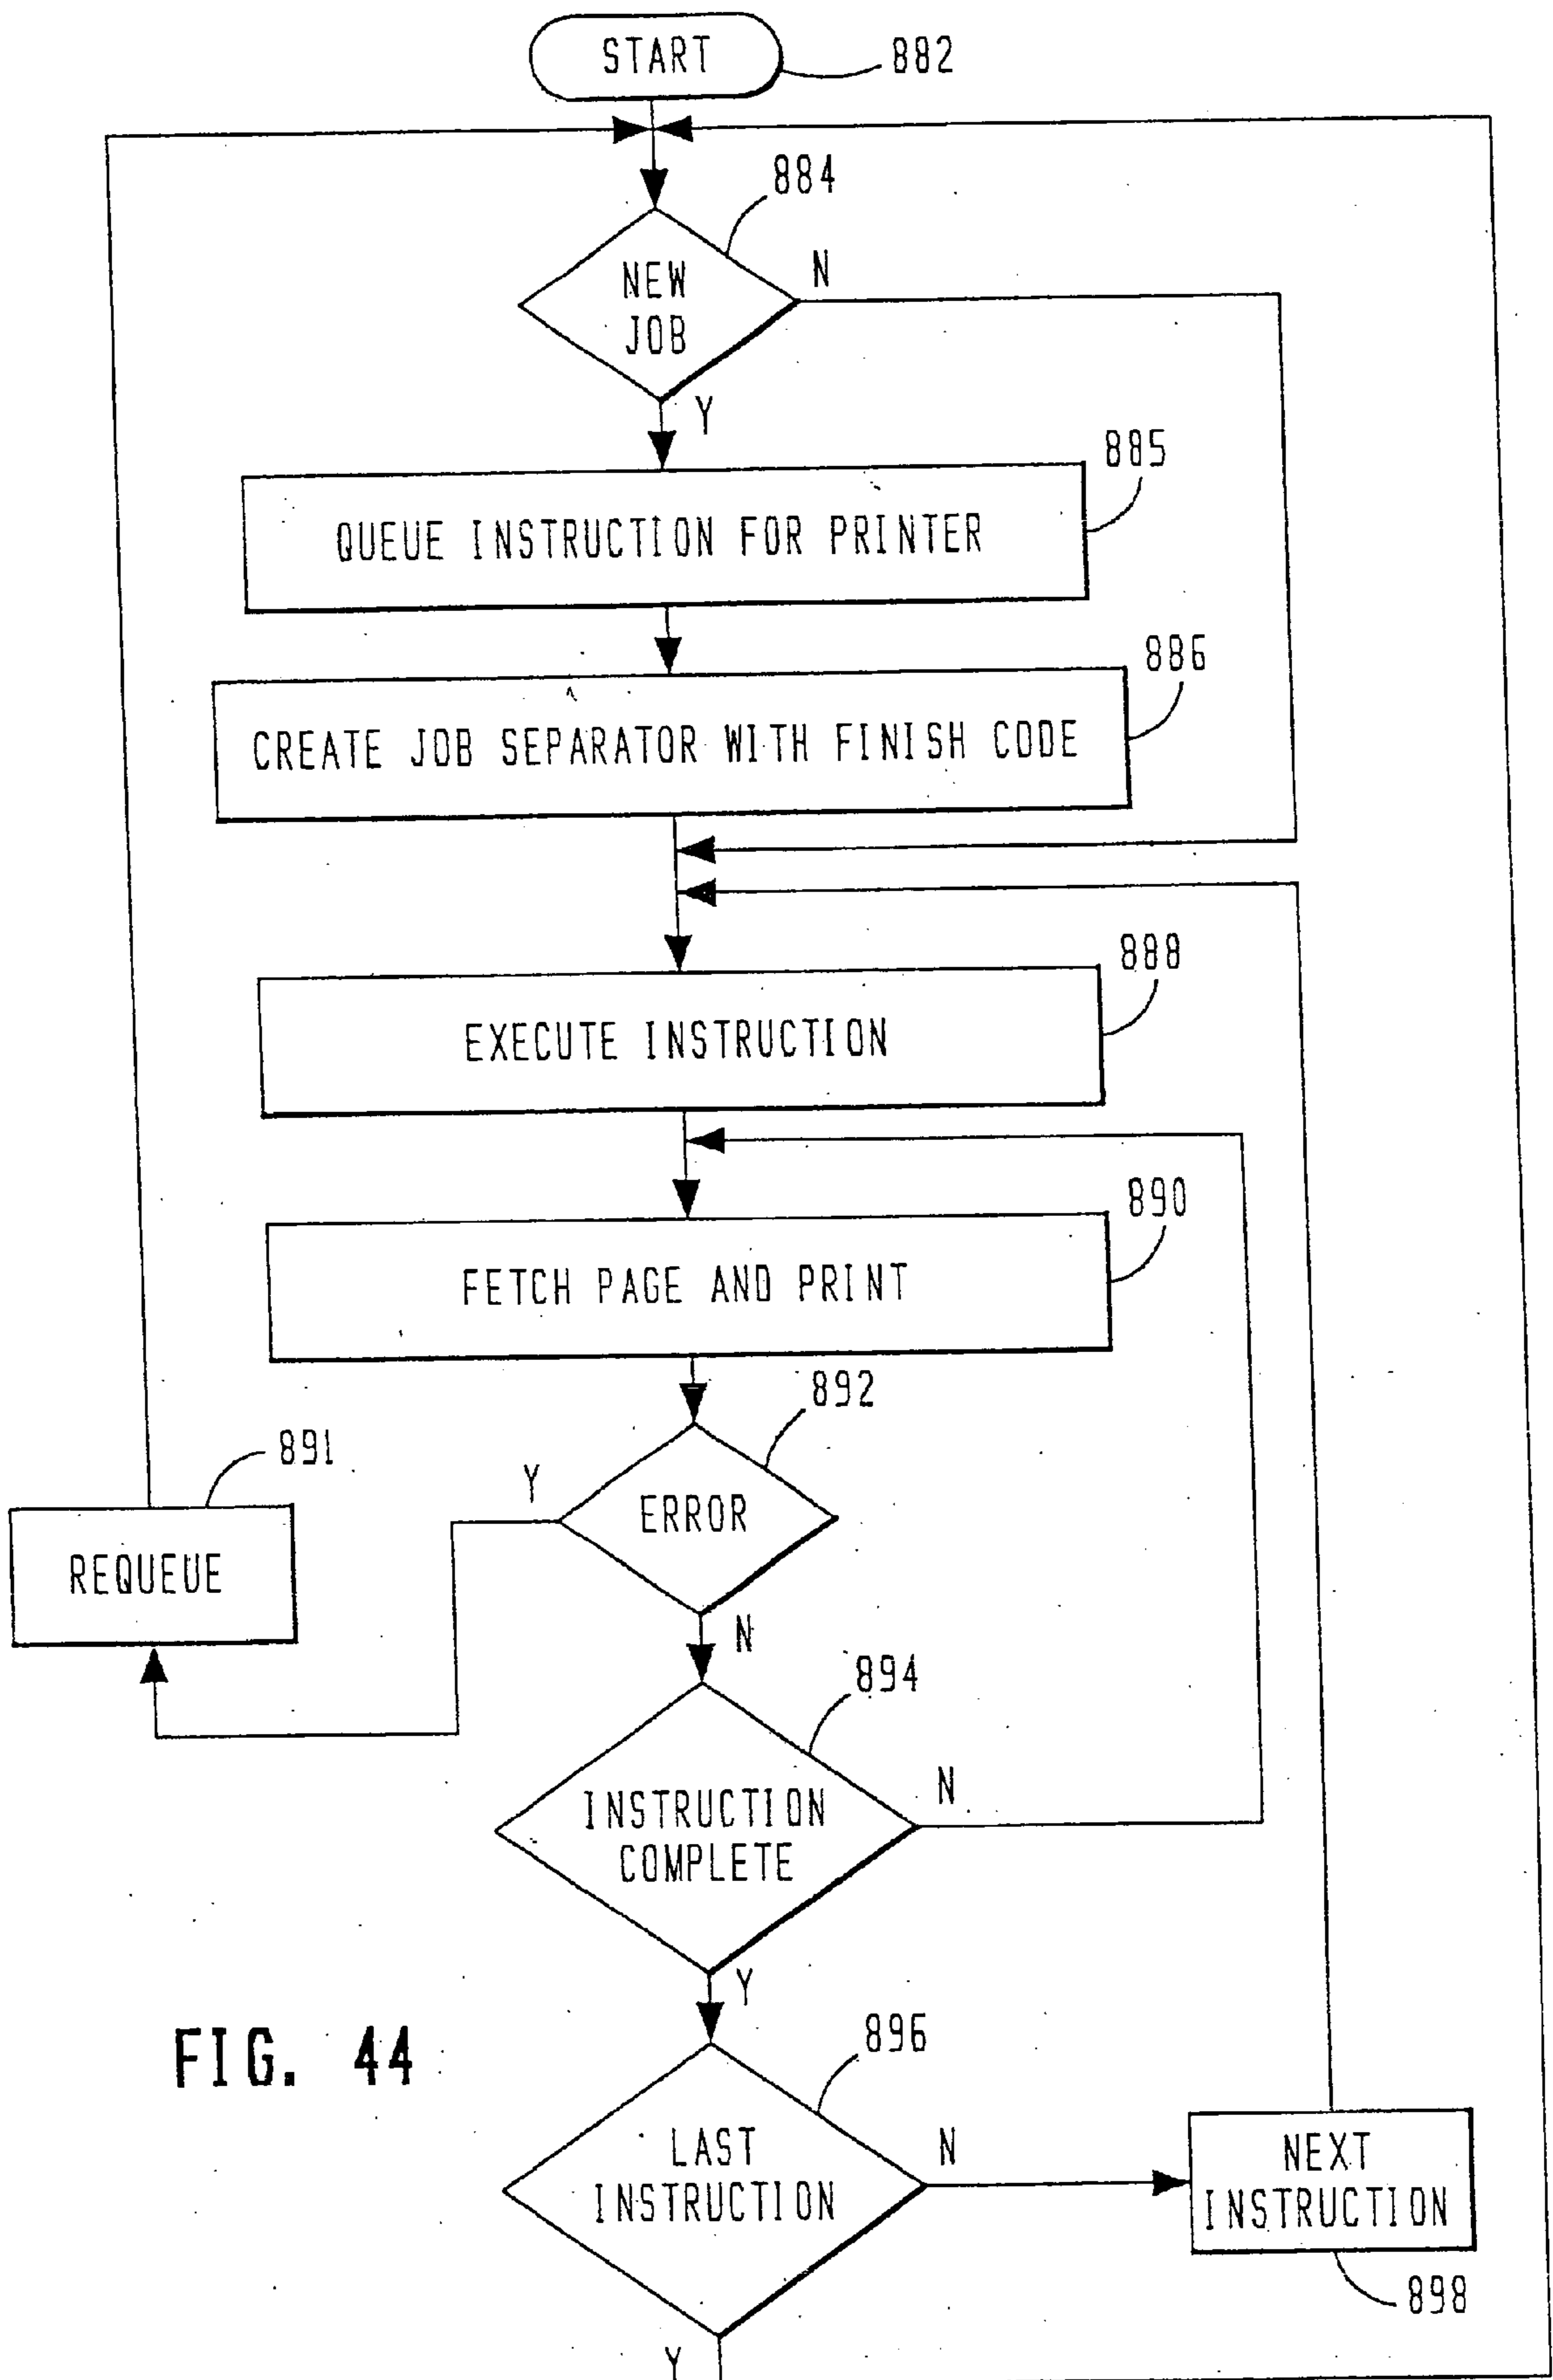 START
882
884
NEW
JOB
N
Y
885
QUEUE INSTRUCTION FOR PRINTER
886
CREATE JOB SEPARATOR WITH FINISH CODE
888
EXECUTE INSTRUCTION
890
FETCH PAGE AND PRINT
892
891
Y
ERROR
REQUEUE
N
894
INSTRUCTION
COMPLETE
N
Y
FIG. 44
896
LAST
INSTRUCTION
N
NEXT
INSTRUCTION
898
Y